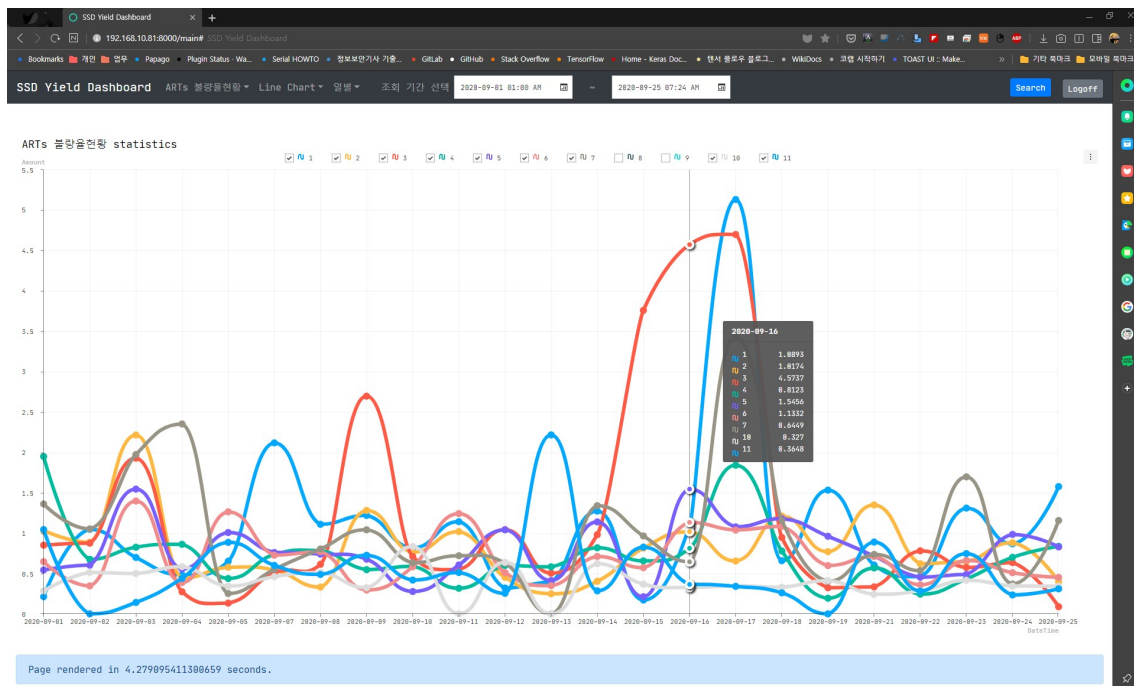 SSD Yield Dashboard
192.168.10.81:8000/main# SSD Yield Dashboard
Bookmarks 개인 업무 Papago Plugin Status - Wa... Serial HOWTO 정보보안기사 기출.. GitLab GitHub Stack Overflow TensorFlow Home - Keras Doc... 텐서 플로우 블로그... WikiDocs 코랩 시작하기 TOAST UI :: Make... » 기타 북마크 모바일 북마크
SSD Yield Dashboard ARTs 불량율현황 Line Chart 일별 조회 기간 선택 2020-09-01 01:00 AM ~ 2020-09-25 07:24 AM Search Logoff
ARTs 불량율현황 statistics
1 2 3 4 5 6 7 8 9 10 11
Amount
5.5
5
4.5
4
3.5
3
2.5
2
1.5
1
0.5
0
2020-09-16
1 1.0893
2 1.0174
3 4.5737
4 0.8123
5 1.5456
6 1.1332
7 0.6449
10 0.327
11 0.3648
2020-09-01 2020-09-02 2020-09-03 2020-09-04 2020-09-05 2020-09-06 2020-09-07 2020-09-08 2020-09-09 2020-09-10 2020-09-11 2020-09-12 2020-09-13 2020-09-14 2020-09-15 2020-09-16 2020-09-17 2020-09-18 2020-09-19 2020-09-20 2020-09-21 2020-09-22 2020-09-23 2020-09-24 2020-09-25
DateTime
Page rendered in 4.279095411300659 seconds.